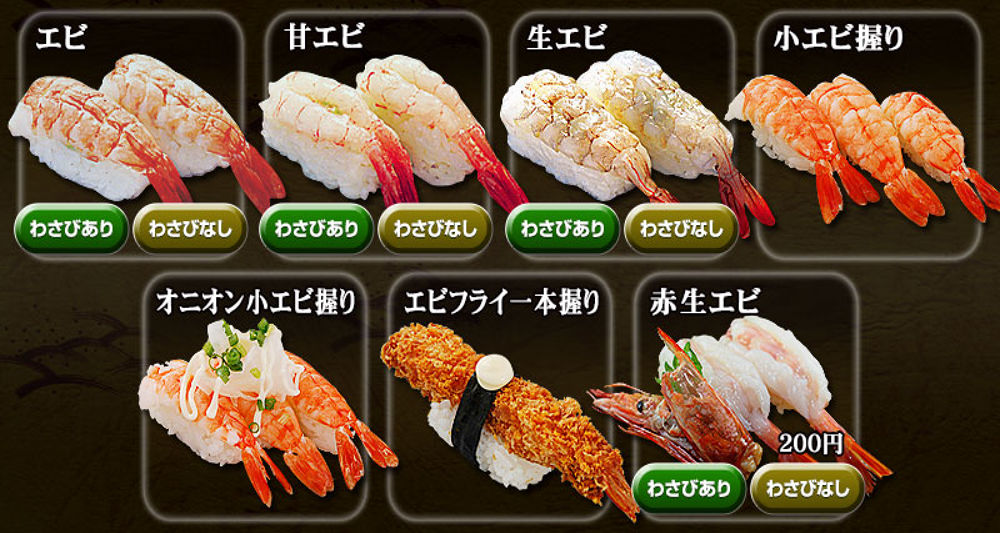 エビ
甘エビ
生エビ
小エビ握り
わさびあり
わさびなし
わさびあり
わさびなし
わさびあり
わさびなし
オニオン小エビ握り
エビフライ一本握り
赤生エビ
200円
わさびあり
わさびなし